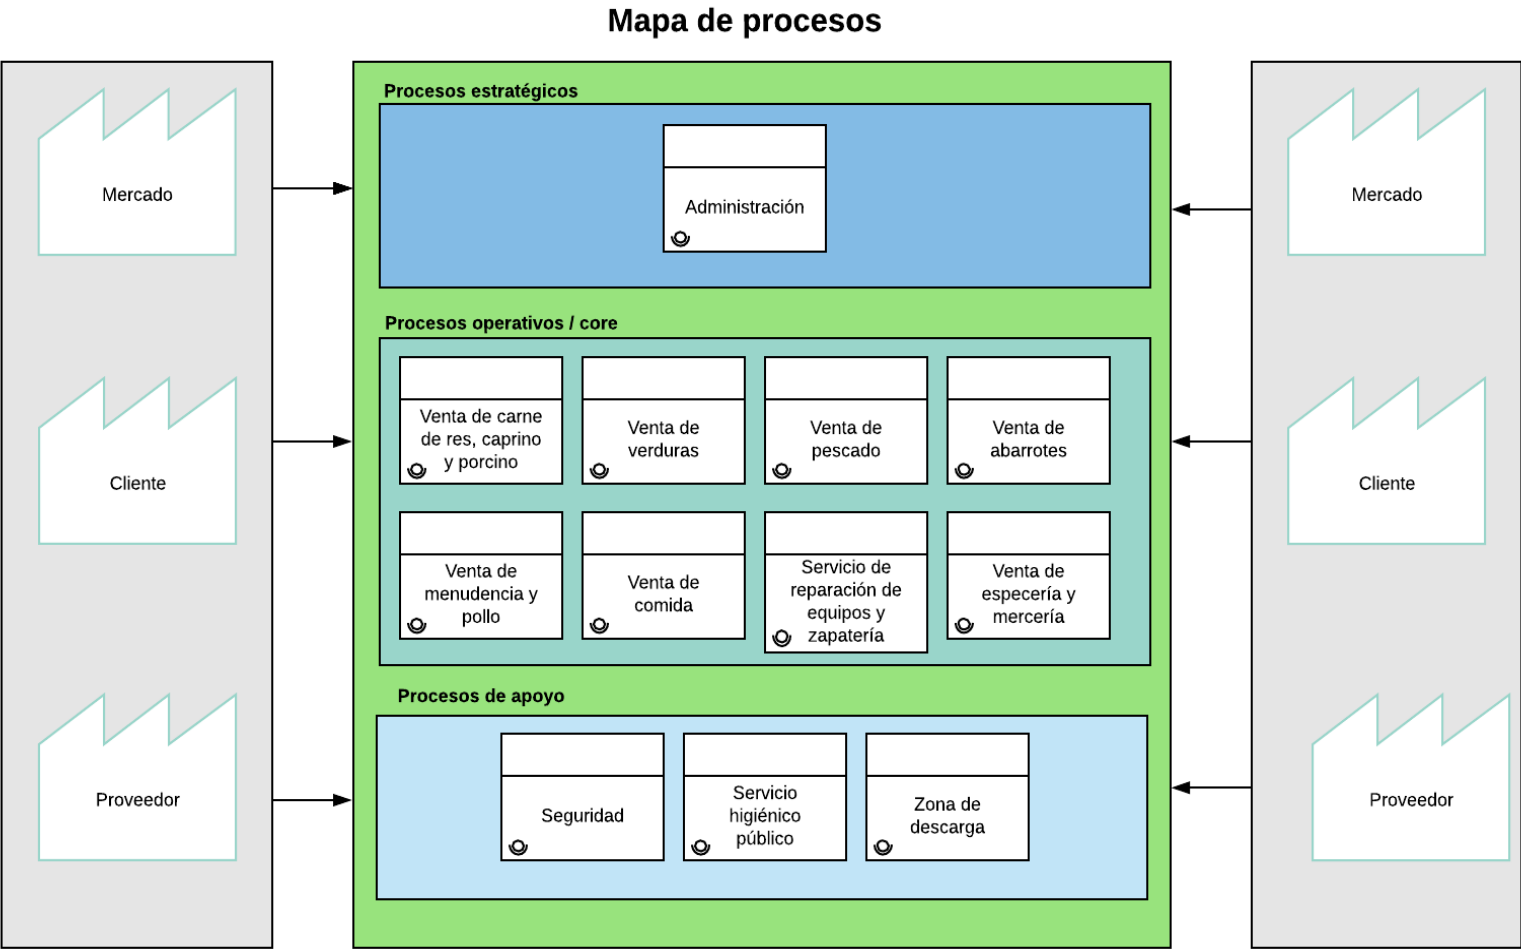 Mapa de procesos
Mercado
Cliente
Proveedor
Procesos estratégicos
Administración
Procesos operativos / core
Venta de carne
de res, caprino
y porcino
Venta de
verduras
Venta de
pescado
Venta de
abarrotes
Venta de
menudencia y
pollo
Venta de
comida
Servicio de
reparación de
equipos y
zapatería
Venta de
especería y
mercería
Procesos de apoyo
Seguridad
Servicio
higiénico
público
Zona de
descarga
Mercado
Cliente
Proveedor